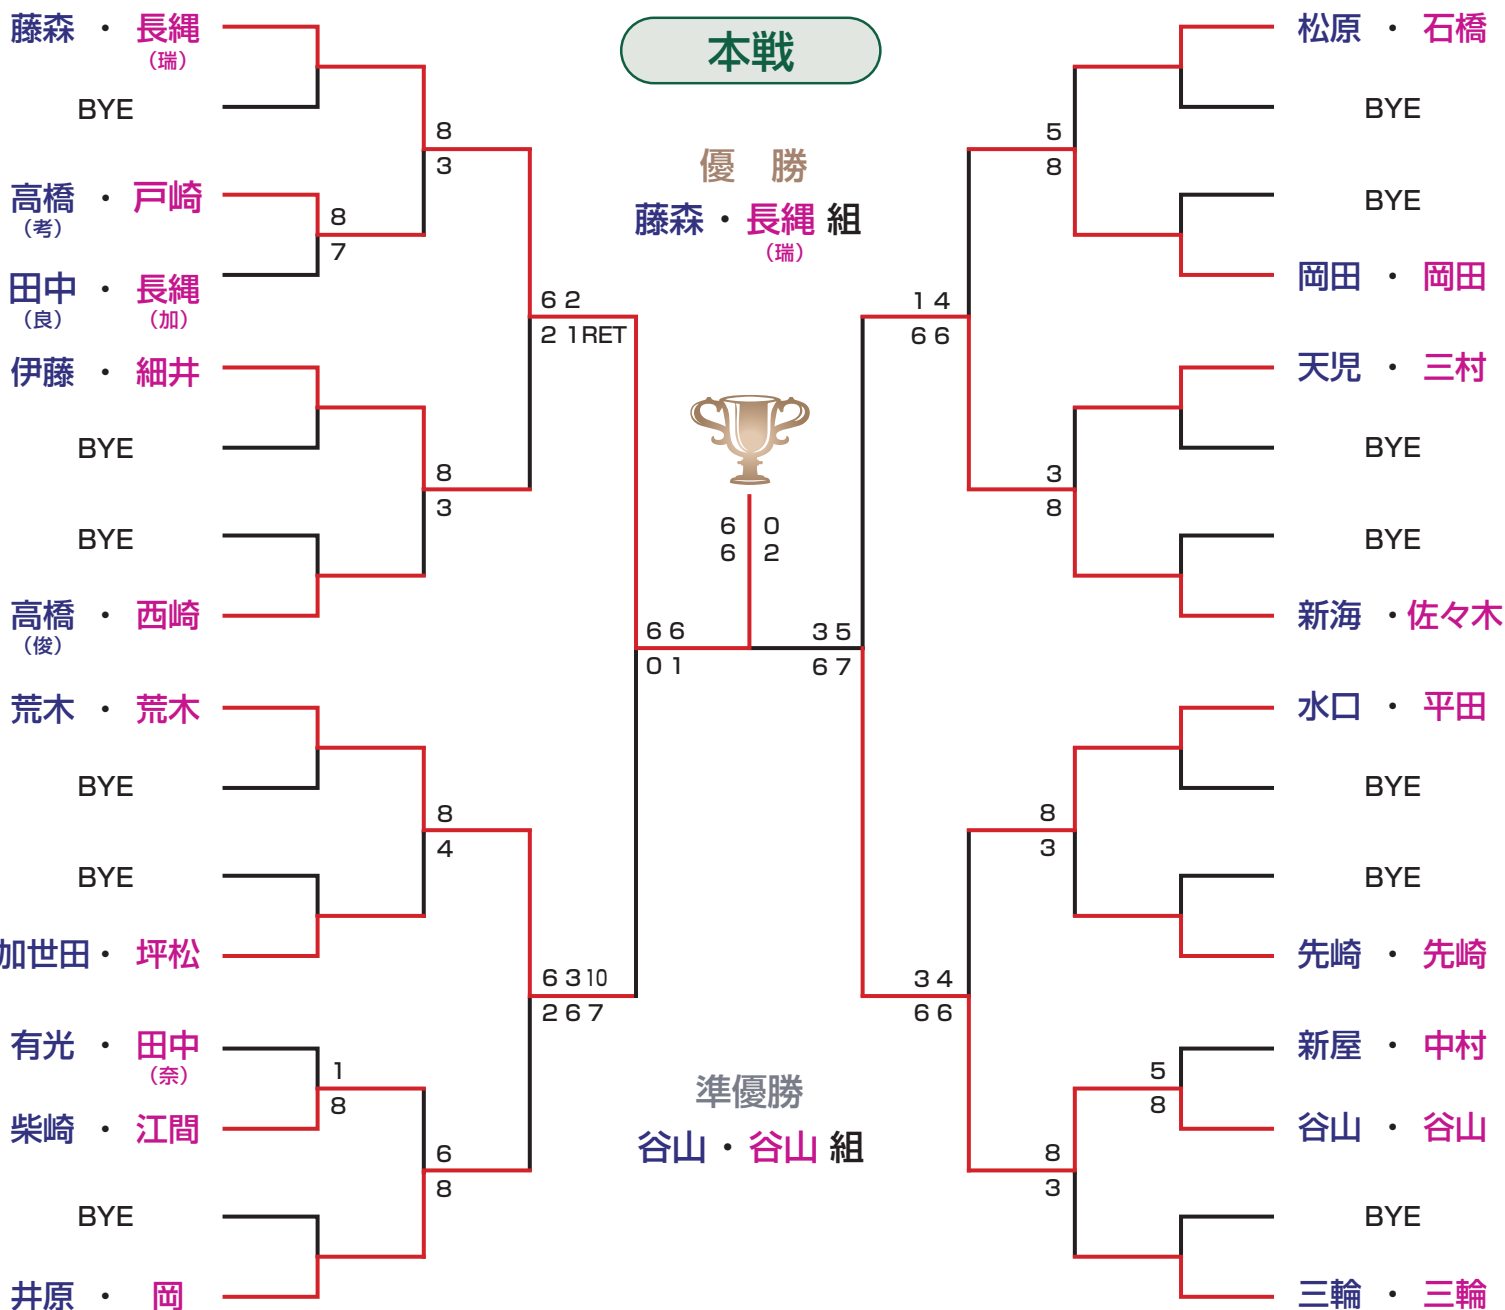 本戦
優　勝
藤森・長縄 組
（瑞）
6 0
6 2
準優勝
谷山・谷山 組
藤森 ・ 長縄
（瑞）
BYE
高橋 ・ 戸崎
（考）
田中 ・ 長縄
（良） （加）
伊藤 ・ 細井
BYE
BYE
高橋 ・ 西崎
（俊）
荒木 ・ 荒木
BYE
BYE
加世田・ 坪松
有光 ・ 田中
（奈）
柴崎 ・ 江間
BYE
井原 ・ 岡
8
7
1
8
8
3
8
3
8
4
6
8
6 2
2 1RET
6 3 10
2 6 7
6 6
0 1
3 5
6 7
1 4
6 6
3 4
6 6
5
8
3
8
8
3
8
3
5
8
松原 ・ 石橋
BYE
BYE
岡田 ・ 岡田
天児 ・ 三村
BYE
BYE
新海 ・佐々木
水口 ・ 平田
BYE
BYE
先崎 ・ 先崎
新屋 ・ 中村
谷山 ・ 谷山
BYE
三輪 ・ 三輪